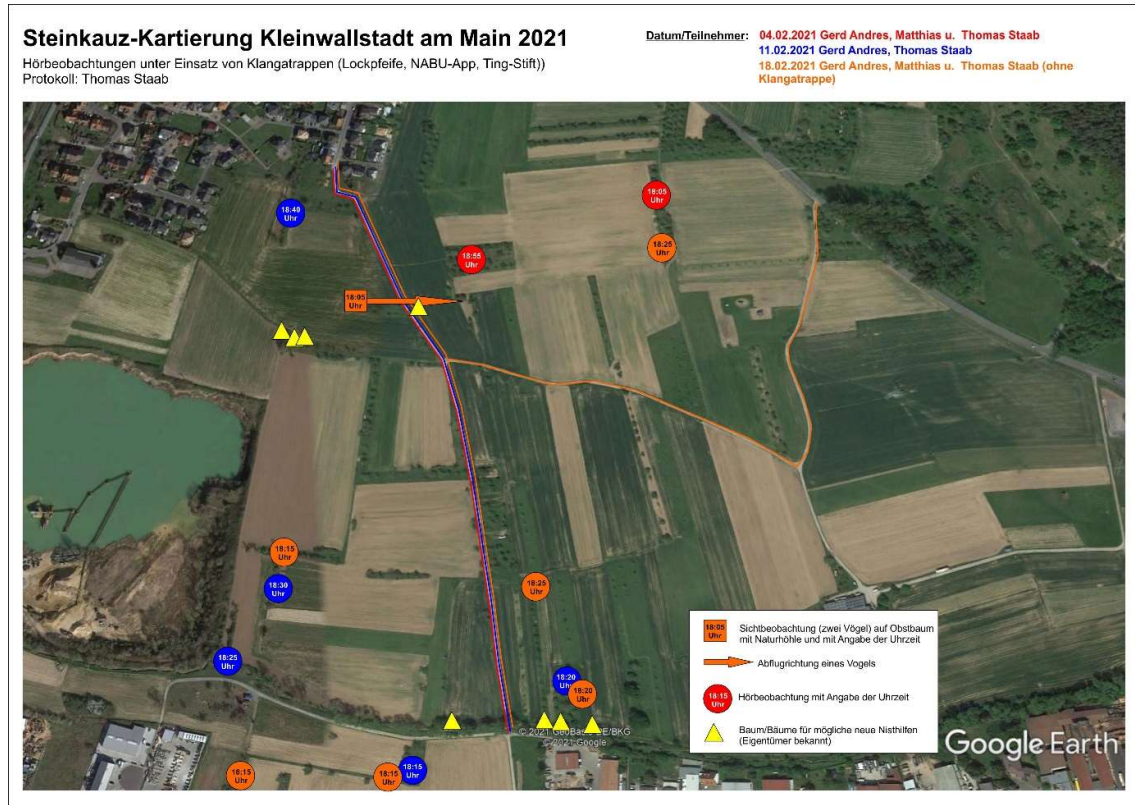 Steinkauz-Kartierung Kleinwallstadt am Main 2021
Hörbeobachtungen unter Einsatz von Klangatrappen (Lockpfeife, NABU-App, Ting-Stift))
Protokoll: Thomas Staab
Datum/Teilnehmer:
04.02.2021 Gerd Andres, Matthias u. Thomas Staab
11.02.2021 Gerd Andres, Thomas Staab
18.02.2021 Gerd Andres, Matthias u. Thomas Staab (ohne
Klangatrappe)
18:05
Uhr
18:40
Uhr
18:25
Uhr
18:55
Uhr
18:05
Uhr
18:15
Uhr
18:30
Uhr
18:25
Uhr
18:25
Uhr
18:20
Uhr
18:20
Uhr
18:15
Uhr
18:15
Uhr
18:15
Uhr
18:05
Uhr
Sichtbeobachtung (zwei Vögel) auf Obstbaum
mit Naturhöhle und mit Angabe der Uhrzeit
Abflugrichtung eines Vogels
18:15
Uhr
Hörbeobachtung mit Angabe der Uhrzeit
Baum/Bäume für mögliche neue Nisthilfen
(Eigentümer bekannt)
DE/BKG
© 2021 Google
Google Earth